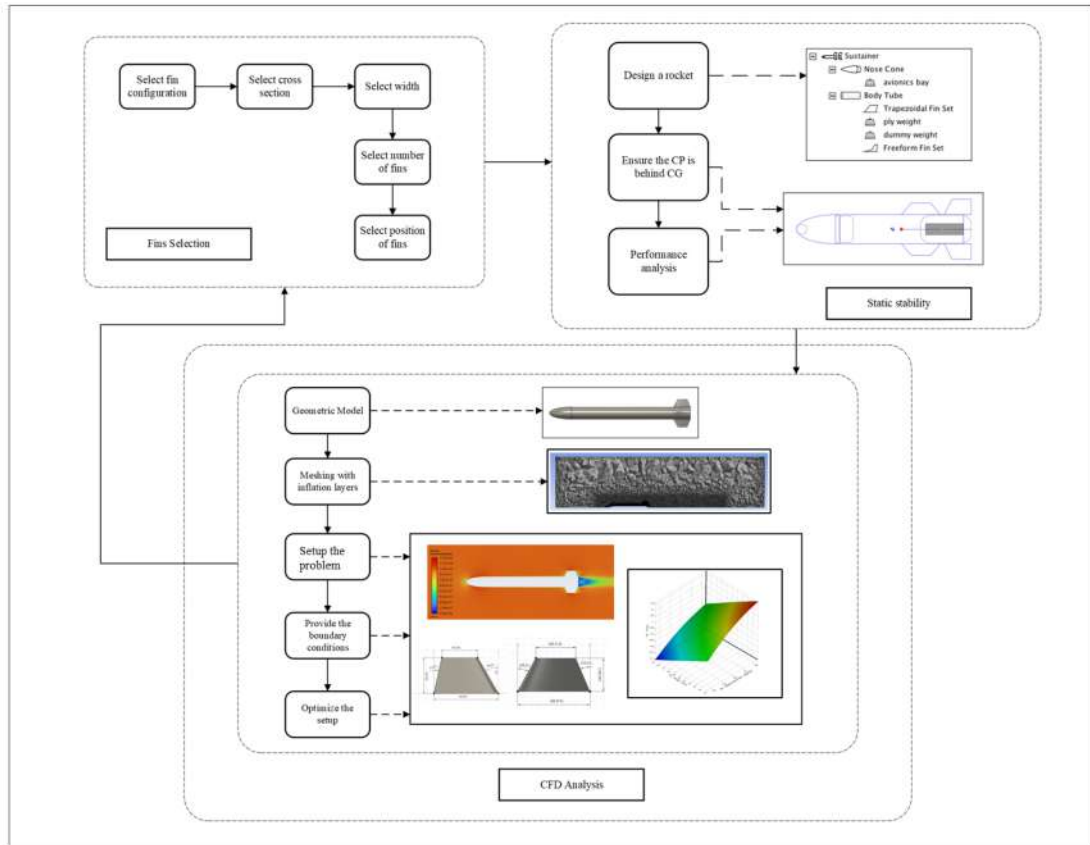 Select fin
configuration
Select cross
section
Select width
Select number
of fins
Select position
of fins
Fins Selection
Design a rocket
Ensure the CP is
behind CG
Performance
analysis
Sustainer
Nose Cone
avionics bay
Body Tube
Trapezoidal Fin Set
ply weight
dummy weight
Freeform Fin Set
Static stability
Geometric Model
Meshing with
inflation layers
Setup the
problem
Provide the
boundary
conditions
Optimize the
setup
CFD Analysis